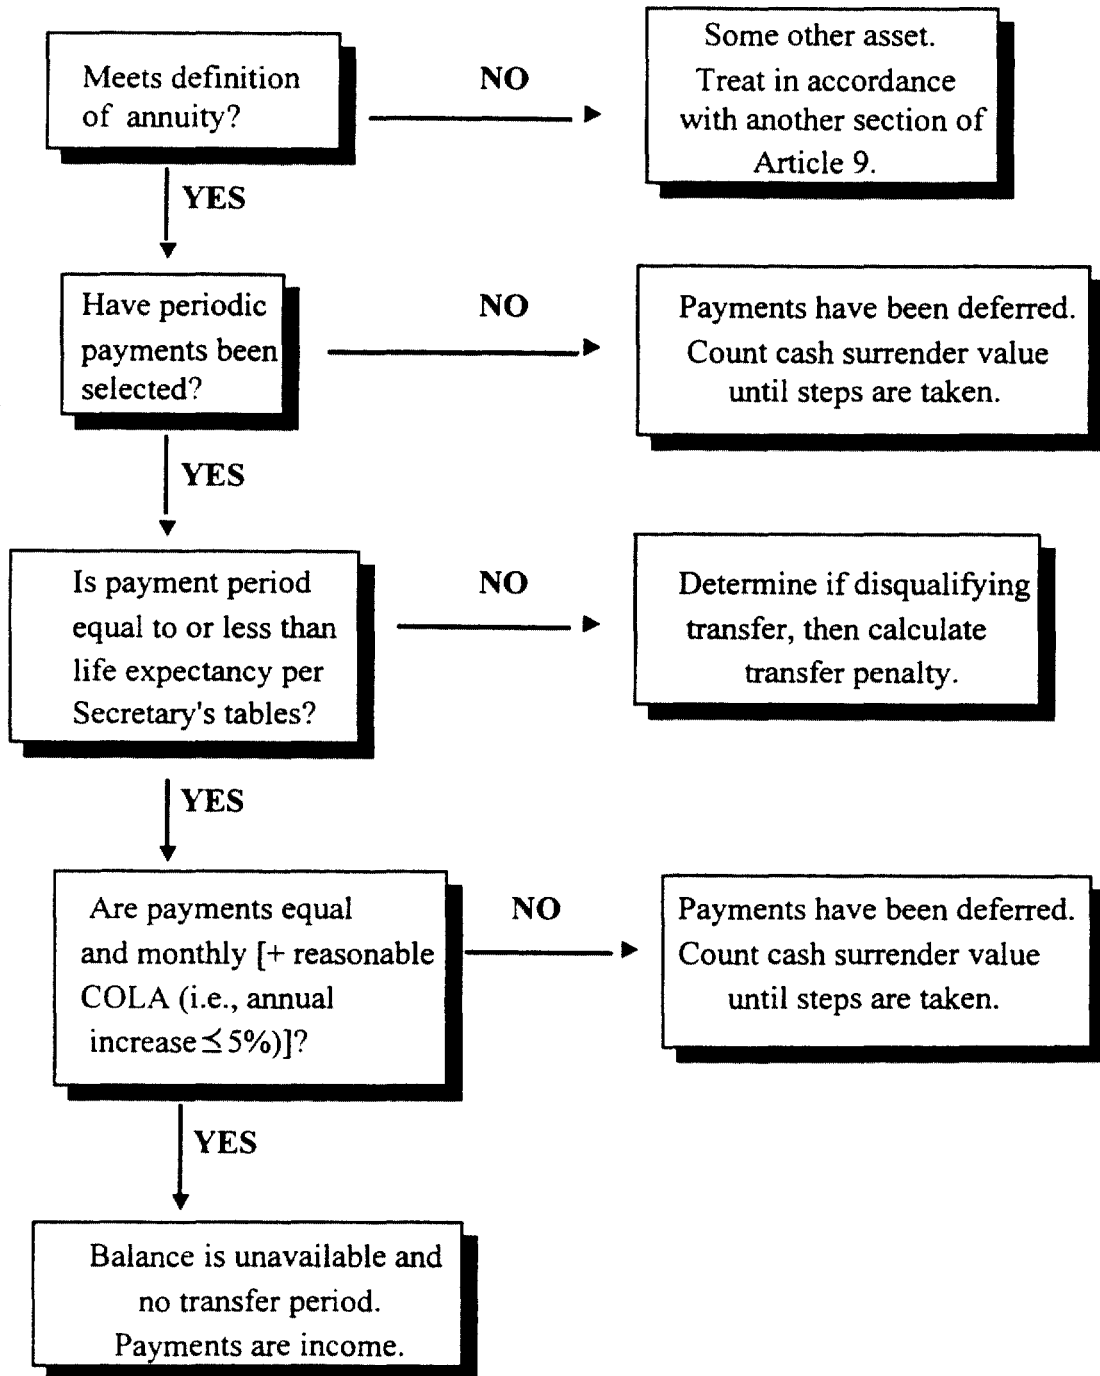 Meets definition
of annuity?
NO
Some other asset.
Treat in accordance
with another section of
Article 9.
YES
Have periodic
payments been
selected?
NO
Payments have been deferred.
Count cash surrender value
until steps are taken.
YES
Is payment period
equal to or less than
life expectancy per
Secretary's tables?
NO
Determine if disqualifying
transfer, then calculate
transfer penalty.
YES
Are payments equal
and monthly [+ reasonable
COLA (i.e., annual
increase ≤ 5%)]?
NO
Payments have been deferred.
Count cash surrender value
until steps are taken.
YES
Balance is unavailable and
no transfer period.
Payments are income.